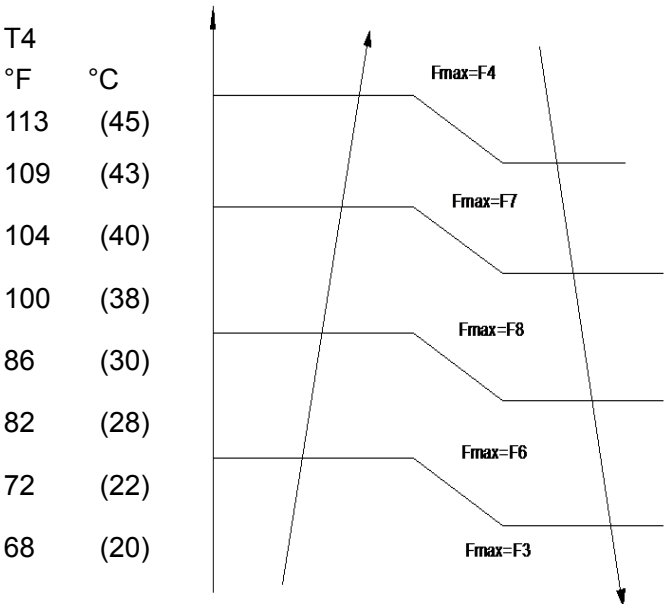 T4
°F °C
Fmax=F4
113 (45)
109 (43)
Fmax=F7
104 (40)
100 (38)
Fmax=F8
86 (30)
82 (28)
Fmax=F6
72 (22)
68 (20)
Fmax=F3